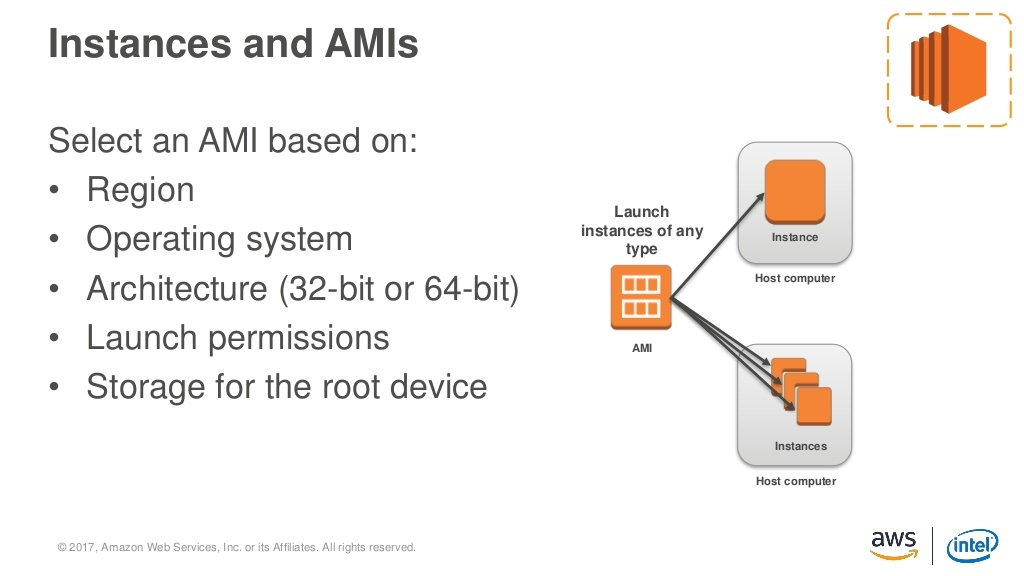 Instances and AMIs
Select an AMI based on:
• Region
• Operating system
• Architecture (32-bit or 64-bit)
• Launch permissions
• Storage for the root device
Launch
instances of any
type
AMI
Instance
Host computer
Instances
Host computer
© 2017, Amazon Web Services, Inc. or its Affiliates. All rights reserved.
aws
intel